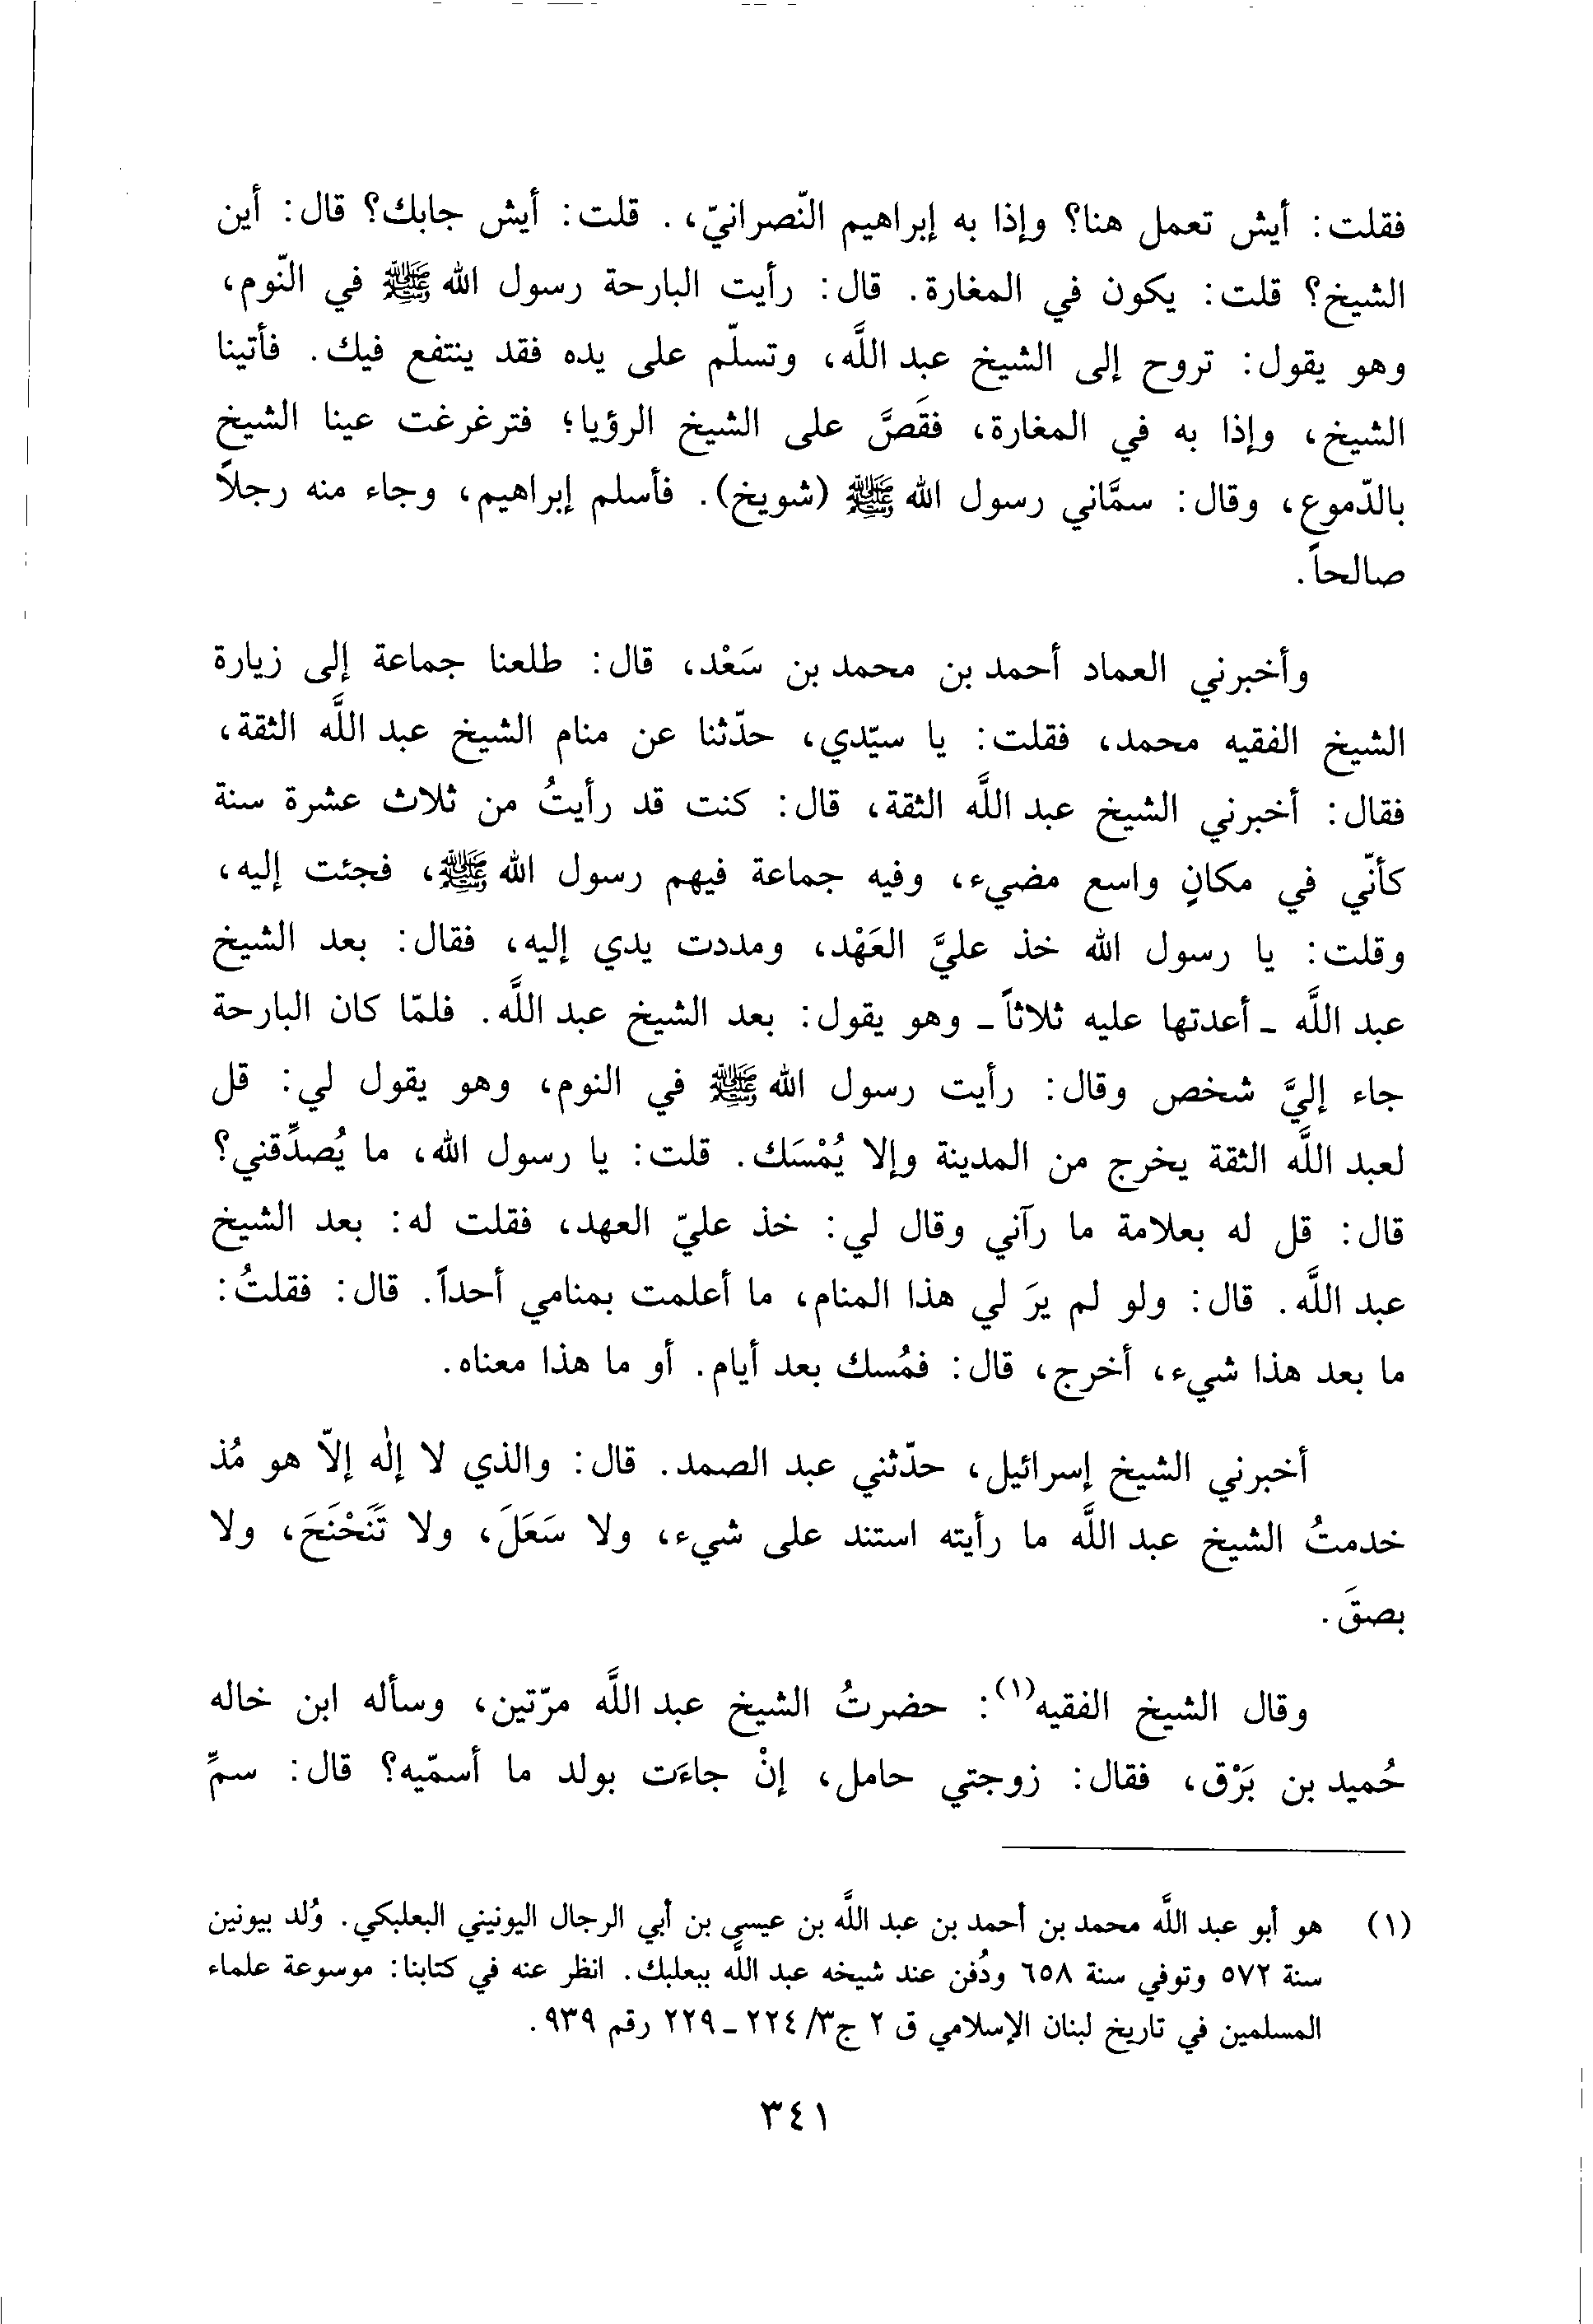 فقلت: أيش تعمل هنا؟ وإذا به إبراهيم النّصرانيّ، . قلت: أيش جابك؟ قال: أين
الشيخ؟ قلت: يكون في المغارة. قال: رأيت البارحة رسول الله ﷺ في النّوم،
وهو يقول: تروح إلى الشيخ عبد اللَّه، وتسلّم على يده فقد ينتفع فيك. فأتينا
الشيخ، وإذا به في المغارة، فقَصَّ على الشيخ الرؤيا؛ فترغرغت عينا الشيخ
بالدّموع، وقال: سمَّاني رسول الله ﷺ (شويخ). فأسلم إبراهيم، وجاء منه رجلاً
صالحاً.
وأخبرني العماد أحمد بن محمد بن سَعْد، قال: طلعنا جماعة إلى زيارة
الشيخ الفقيه محمد، فقلت: يا سيّدي، حدّثنا عن منام الشيخ عبد اللَّه الثقة،
فقال: أخبرني الشيخ عبد اللَّه الثقة، قال: كنت قد رأيتُ من ثلاث عشرة سنة
كأنّي في مكانٍ واسع مضيء، وفيه جماعة فيهم رسول الله ﷺ، فجئت إليه،
وقلت: يا رسول الله خذ عليَّ العَهْد، ومددت يدي إليه، فقال: بعد الشيخ
عبد اللَّه ـ أعدتها عليه ثلاثاً ـ وهو يقول: بعد الشيخ عبد اللَّه. فلمّا كان البارحة
جاء إليَّ شخص وقال: رأيت رسول الله ﷺ في النوم، وهو يقول لي: قل
لعبد اللَّه الثقة يخرج من المدينة وإلا يُمْسَك. قلت: يا رسول الله، ما يُصدِّقني؟
قال: قل له بعلامة ما رآني وقال لي: خذ عليّ العهد، فقلت له: بعد الشيخ
عبد اللَّه. قال: ولو لم يرَ لي هذا المنام، ما أعلمت بمنامي أحداً. قال: فقلتُ:
ما بعد هذا شيء، أخرج، قال: فمُسك بعد أيام. أو ما هذا معناه.
أخبرني الشيخ إسرائيل، حدّثني عبد الصمد. قال: والذي لا إلٰه إلاّ هو مُذ
خدمتُ الشيخ عبد اللَّه ما رأيته استند على شيء، ولا سَعَلَ، ولا تَنَحْنَحَ، ولا
بصقَ.
وقال الشيخ الفقيه(١): حضرتُ الشيخ عبد اللَّه مرّتين، وسأله ابن خاله
حُميد بن بَرْق، فقال: زوجتي حامل، إنْ جاءَت بولد ما أسمّيه؟ قال: سمِّ
(١) هو أبو عبد اللَّه محمد بن أحمد بن عبد اللَّه بن عيسى بن أبي الرجال اليونيني البعلبكي. وُلد بيونين
سنة ٥٧٢ وتوفي سنة ٦٥٨ ودُفن عند شيخه عبد اللَّه ببعلبك. انظر عنه في كتابنا: موسوعة علماء
المسلمين في تاريخ لبنان الإسلامي ق ٢ ج٣/ ٢٢٤ ـ ٢٢٩ رقم ٩٣٩.
٣٤١